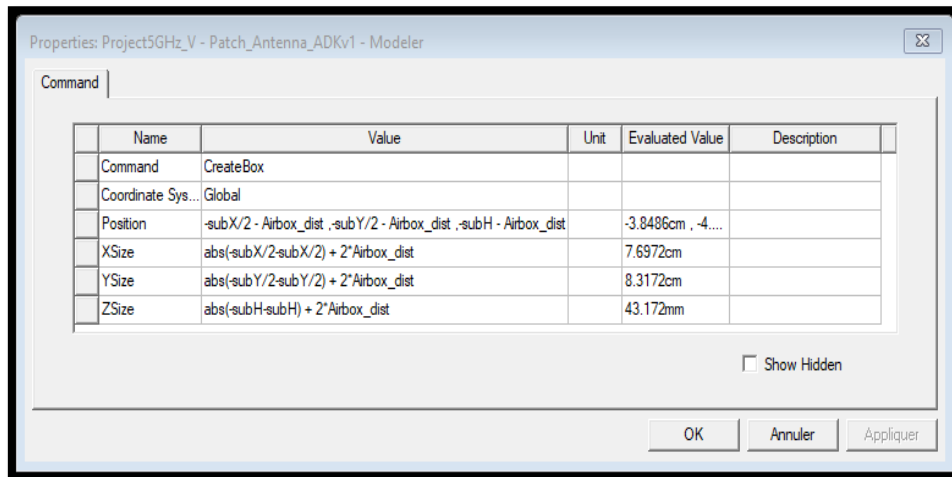 Properties: Project5GHz_V - Patch_Antenna_ADKv1 - Modeler
Command
Name Value Unit Evaluated Value Description
Command CreateBox
Coordinate Sys... Global
Position -subX/2 - Airbox_dist ,-subY/2 - Airbox_dist ,-subH - Airbox_dist -3.8486cm , -4....
XSize abs(-subX/2-subX/2) + 2*Airbox_dist 7.6972cm
YSize abs(-subY/2-subY/2) + 2*Airbox_dist 8.3172cm
ZSize abs(-subH-subH) + 2*Airbox_dist 43.172mm
Show Hidden
OK Annuler Appliquer